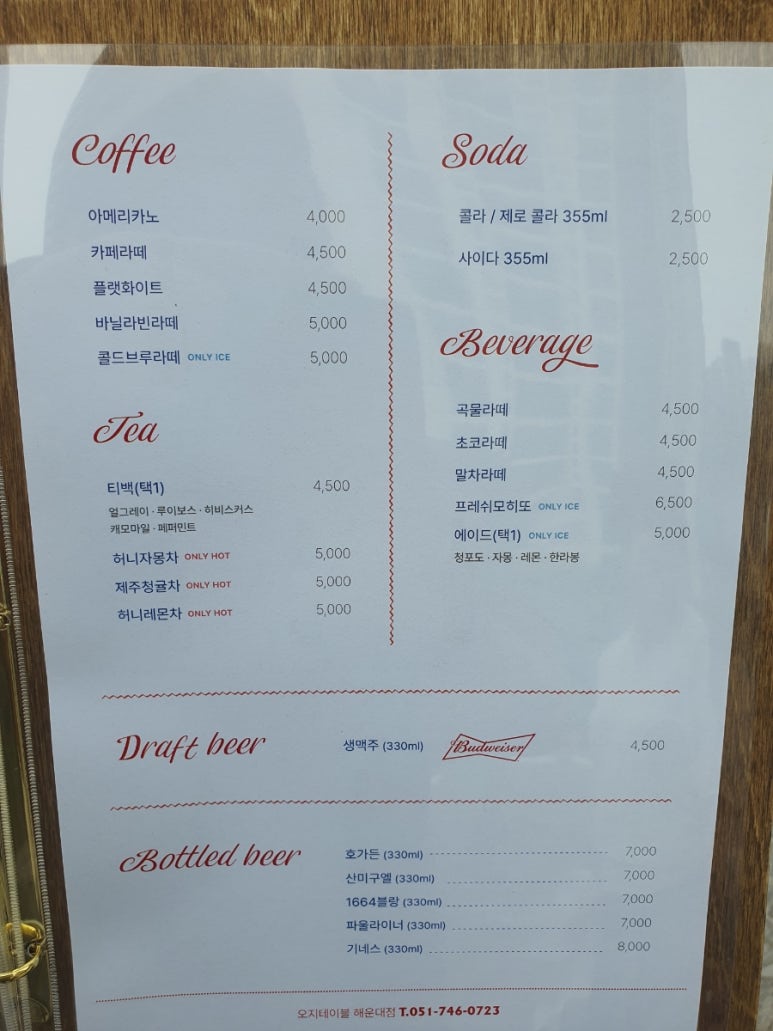 Coffee
아메리카노 4,000
카페라떼 4,500
플랫화이트 4,500
바닐라빈라떼 5,000
콜드브루라떼 ONLY ICE 5,000
Tea
티백(택1) 4,500
얼그레이 · 루이보스 · 히비스커스
캐모마일 · 페퍼민트
허니자몽차 ONLY HOT 5,000
제주청귤차 ONLY HOT 5,000
허니레몬차 ONLY HOT 5,000
Soda
콜라 / 제로 콜라 355ml 2,500
사이다 355ml 2,500
Beverage
곡물라떼 4,500
초코라떼 4,500
말차라떼 4,500
프레쉬모히또 ONLY ICE 6,500
에이드(택1) ONLY ICE 5,000
청포도 · 자몽 · 레몬 · 한라봉
Draft beer 생맥주 (330ml) Budweiser 4,500
Bottled beer
호가든 (330ml) 7,000
산미구엘 (330ml) 7,000
1664블랑 (330ml) 7,000
파울라이너 (330ml) 7,000
기네스 (330ml) 8,000
오지테이블 해운대점 T.051-746-0723